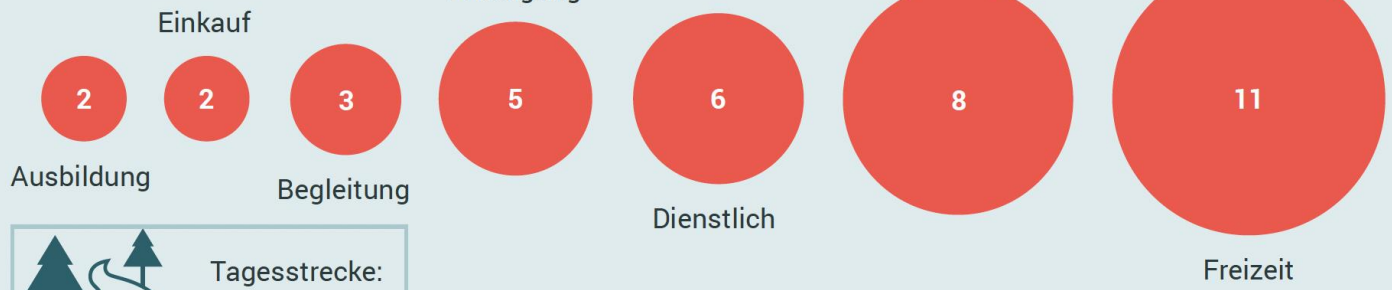 Einkauf
2
2
3
5
6
8
11
Ausbildung
Begleitung
Dienstlich
Freizeit
Tagesstrecke: